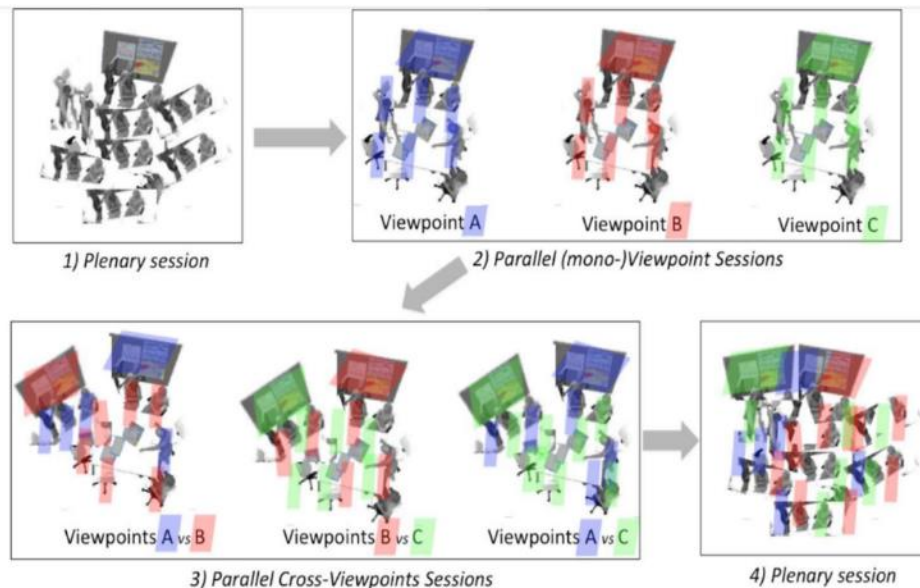 Viewpoint A
Viewpoint B
Viewpoint C
1) Plenary session
2) Parallel (mono-)Viewpoint Sessions
Viewpoints A vs B
Viewpoints B vs C
Viewpoints A vs C
3) Parallel Cross-Viewpoints Sessions
4) Plenary session